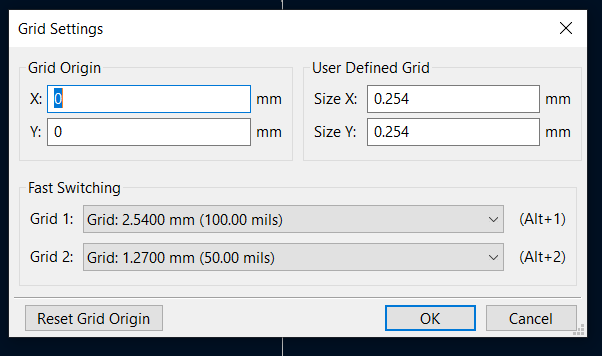 Grid Settings
Grid Origin
X: 0 mm
Y: 0 mm
User Defined Grid
Size X: 0.254 mm
Size Y: 0.254 mm
Fast Switching
Grid 1: Grid: 2.5400 mm (100.00 mils) (Alt+1)
Grid 2: Grid: 1.2700 mm (50.00 mils) (Alt+2)
Reset Grid Origin
OK
Cancel